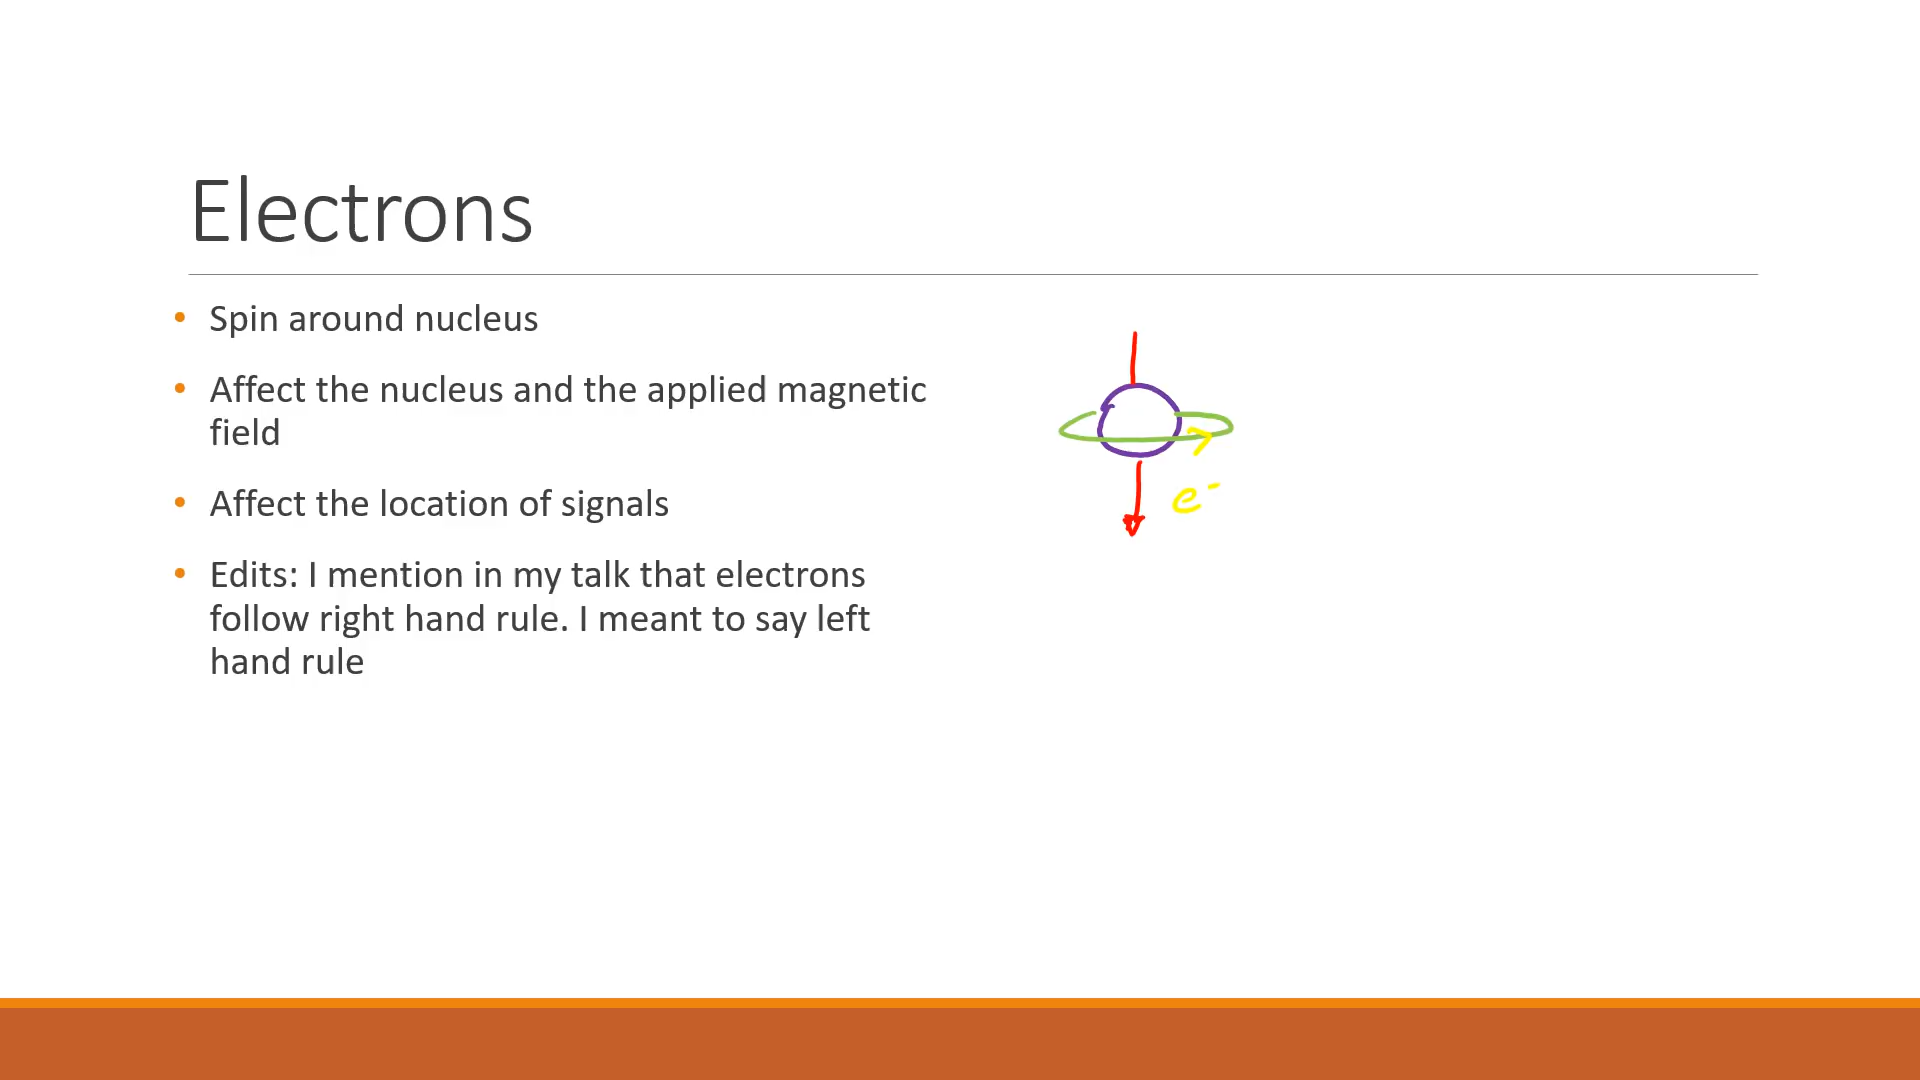 Electrons
• Spin around nucleus
• Affect the nucleus and the applied magnetic
field
• Affect the location of signals
• Edits: I mention in my talk that electrons
follow right hand rule. I meant to say left
hand rule
e⁻